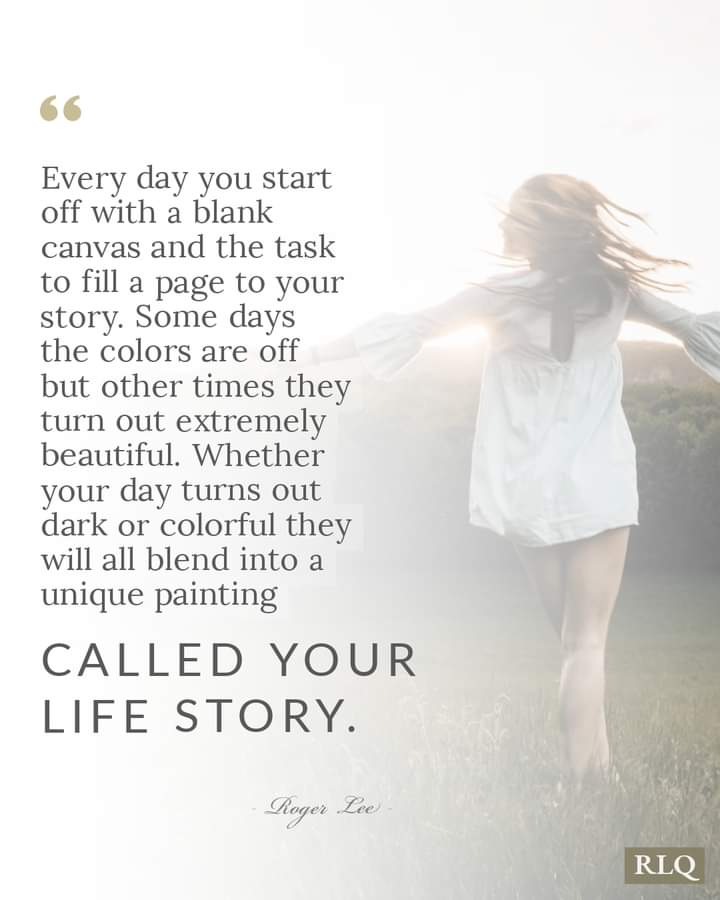 “
Every day you start
off with a blank
canvas and the task
to fill a page to your
story. Some days
the colors are off
but other times they
turn out extremely
beautiful. Whether
your day turns out
dark or colorful they
will all blend into a
unique painting
CALLED YOUR
LIFE STORY.
- Roger Lee -
RLQ